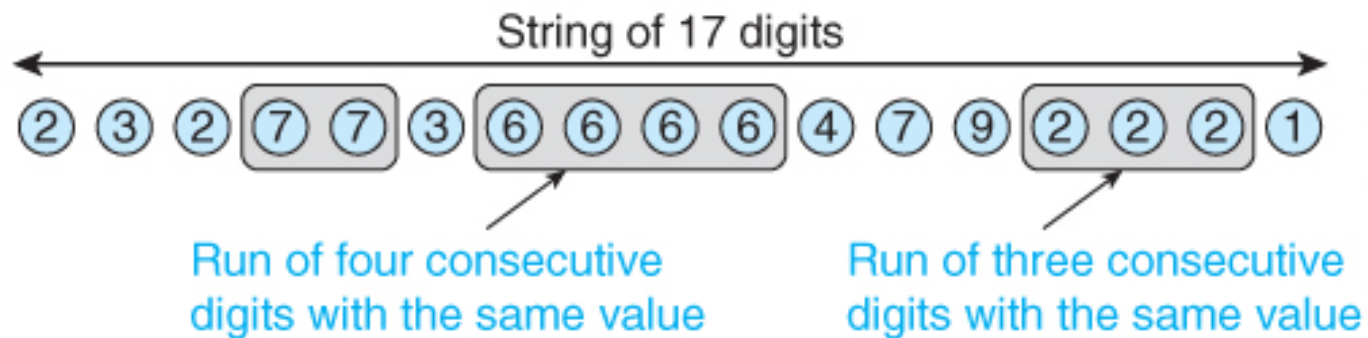 String of 17 digits
2 3 2 7 7 3 6 6 6 6 4 7 9 2 2 2 1
Run of four consecutive
digits with the same value
Run of three consecutive
digits with the same value